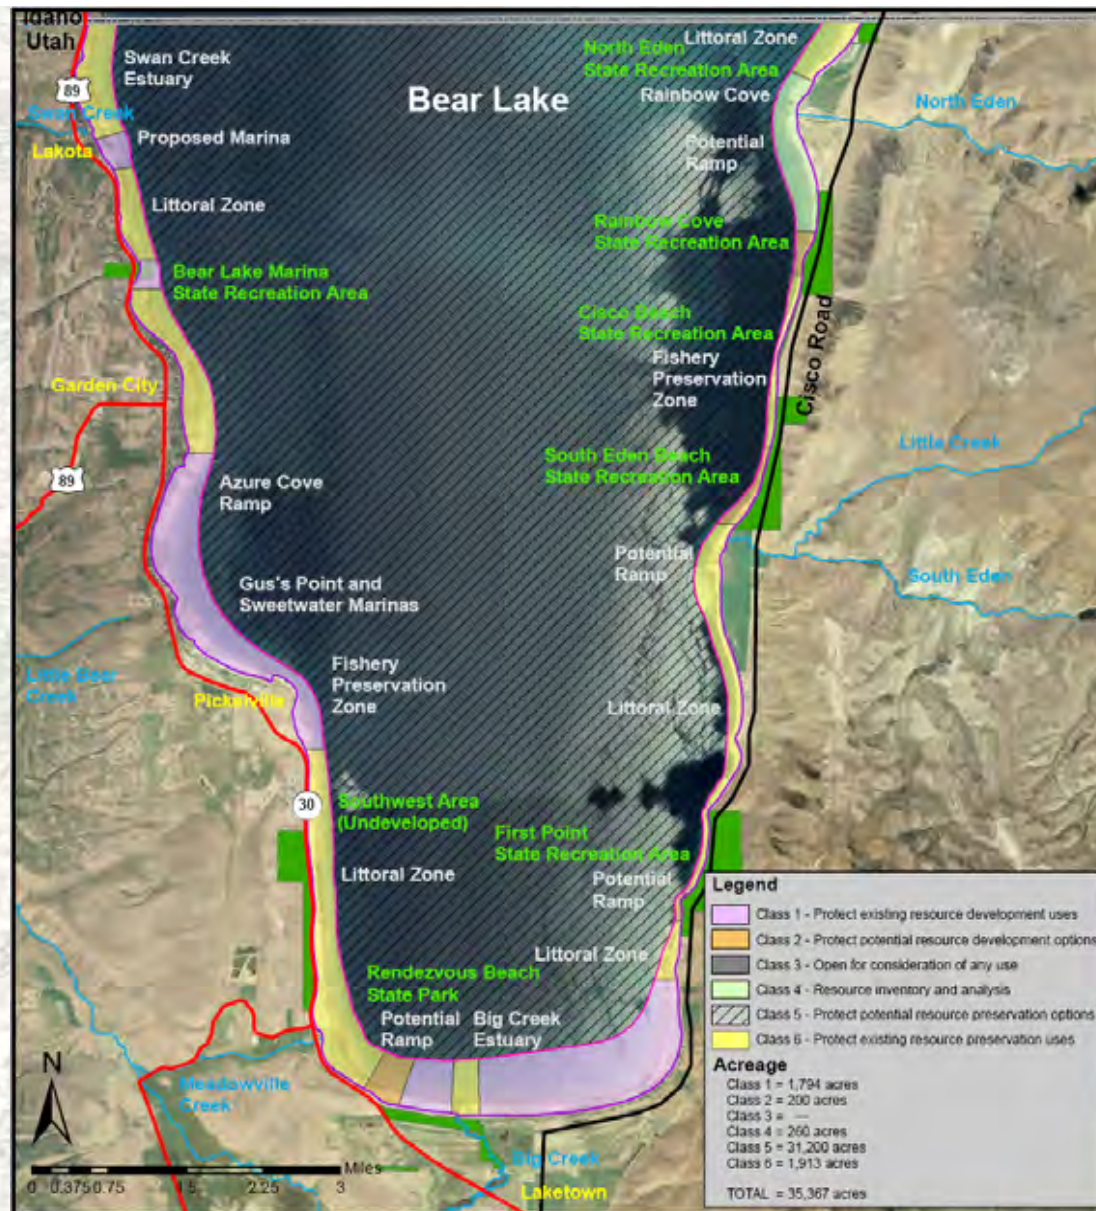 Idaho
Utah
Swan Creek
Estuary
89
Swan Creek
Lakota
Proposed Marina
Littoral Zone
Bear Lake Marina
State Recreation Area
Garden City
89
Azure Cove
Ramp
Gus's Point and
Sweetwater Marinas
Little Bear
Creek
Pickelville
Fishery
Preservation
Zone
30
Southwest Area
(Undeveloped)
Littoral Zone
Rendezvous Beach
State Park
Potential
Ramp
Big Creek
Estuary
Meadowville
Creek
Big Creek
Laketown
Bear Lake
Littoral Zone
North Eden
State Recreation Area
Rainbow Cove
North Eden
Potential
Ramp
Rainbow Cove
State Recreation Area
Cisco Beach
State Recreation Area
Fishery
Preservation
Zone
Cisco Road
South Eden Beach
State Recreation Area
Little Creek
Potential
Ramp
South Eden
Littoral Zone
First Point
State Recreation Area
Potential
Ramp
Littoral Zone
N
Miles
0 0.375 0.75 1.5 2.25 3
Legend
Class 1 - Protect existing resource development uses
Class 2 - Protect potential resource development options
Class 3 - Open for consideration of any use
Class 4 - Resource inventory and analysis
Class 5 - Protect potential resource preservation options
Class 6 - Protect existing resource preservation uses
Acreage
Class 1 = 1,794 acres
Class 2 = 200 acres
Class 3 = ---
Class 4 = 260 acres
Class 5 = 31,200 acres
Class 6 = 1,913 acres
TOTAL = 35,367 acres